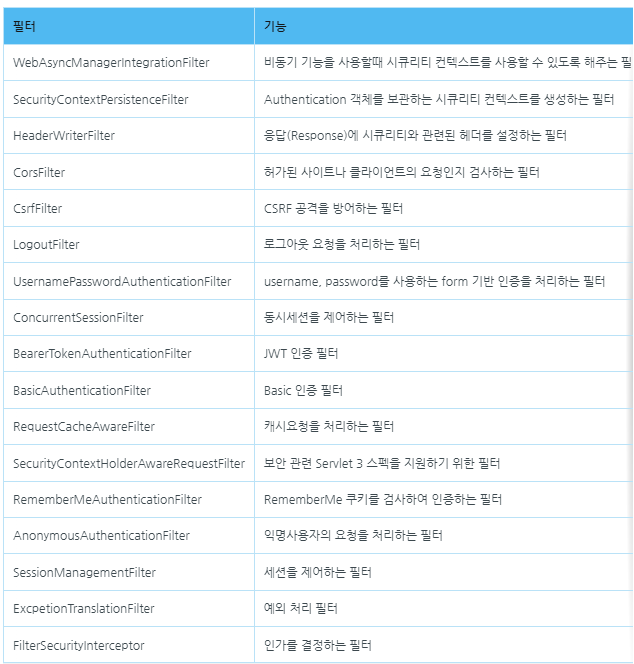 필터 기능
WebAsyncManagerIntegrationFilter 비동기 기능을 사용할때 시큐리티 컨텍스트를 사용할 수 있도록 해주는 필
SecurityContextPersistenceFilter Authentication 객체를 보관하는 시큐리티 컨텍스트를 생성하는 필터
HeaderWriterFilter 응답(Response)에 시큐리티와 관련된 헤더를 설정하는 필터
CorsFilter 허가된 사이트나 클라이언트의 요청인지 검사하는 필터
CsrfFilter CSRF 공격을 방어하는 필터
LogoutFilter 로그아웃 요청을 처리하는 필터
UsernamePasswordAuthenticationFilter username, password를 사용하는 form 기반 인증을 처리하는 필터
ConcurrentSessionFilter 동시세션을 제어하는 필터
BearerTokenAuthenticationFilter JWT 인증 필터
BasicAuthenticationFilter Basic 인증 필터
RequestCacheAwareFilter 캐시요청을 처리하는 필터
SecurityContextHolderAwareRequestFilter 보안 관련 Servlet 3 스펙을 지원하기 위한 필터
RememberMeAuthenticationFilter RememberMe 쿠키를 검사하여 인증하는 필터
AnonymousAuthenticationFilter 익명사용자의 요청을 처리하는 필터
SessionManagementFilter 세션을 제어하는 필터
ExcpetionTranslationFilter 예외 처리 필터
FilterSecurityInterceptor 인가를 결정하는 필터